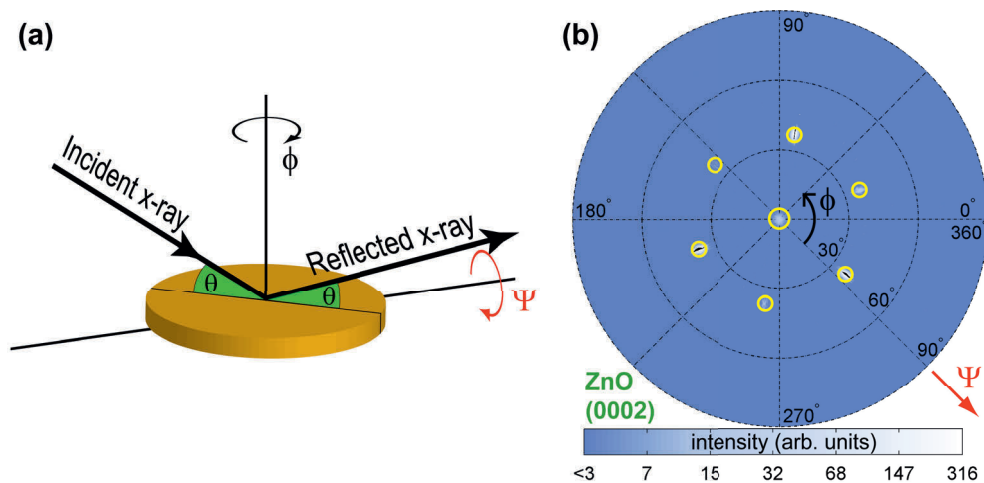 (a)
Incident x-ray
ϕ
Reflected x-ray
θ
θ
Ψ
(b)
90°
180°
ϕ
0°
360°
30°
60°
90°
Ψ
270°
ZnO
(0002)
intensity (arb. units)
<3 7 15 32 68 147 316